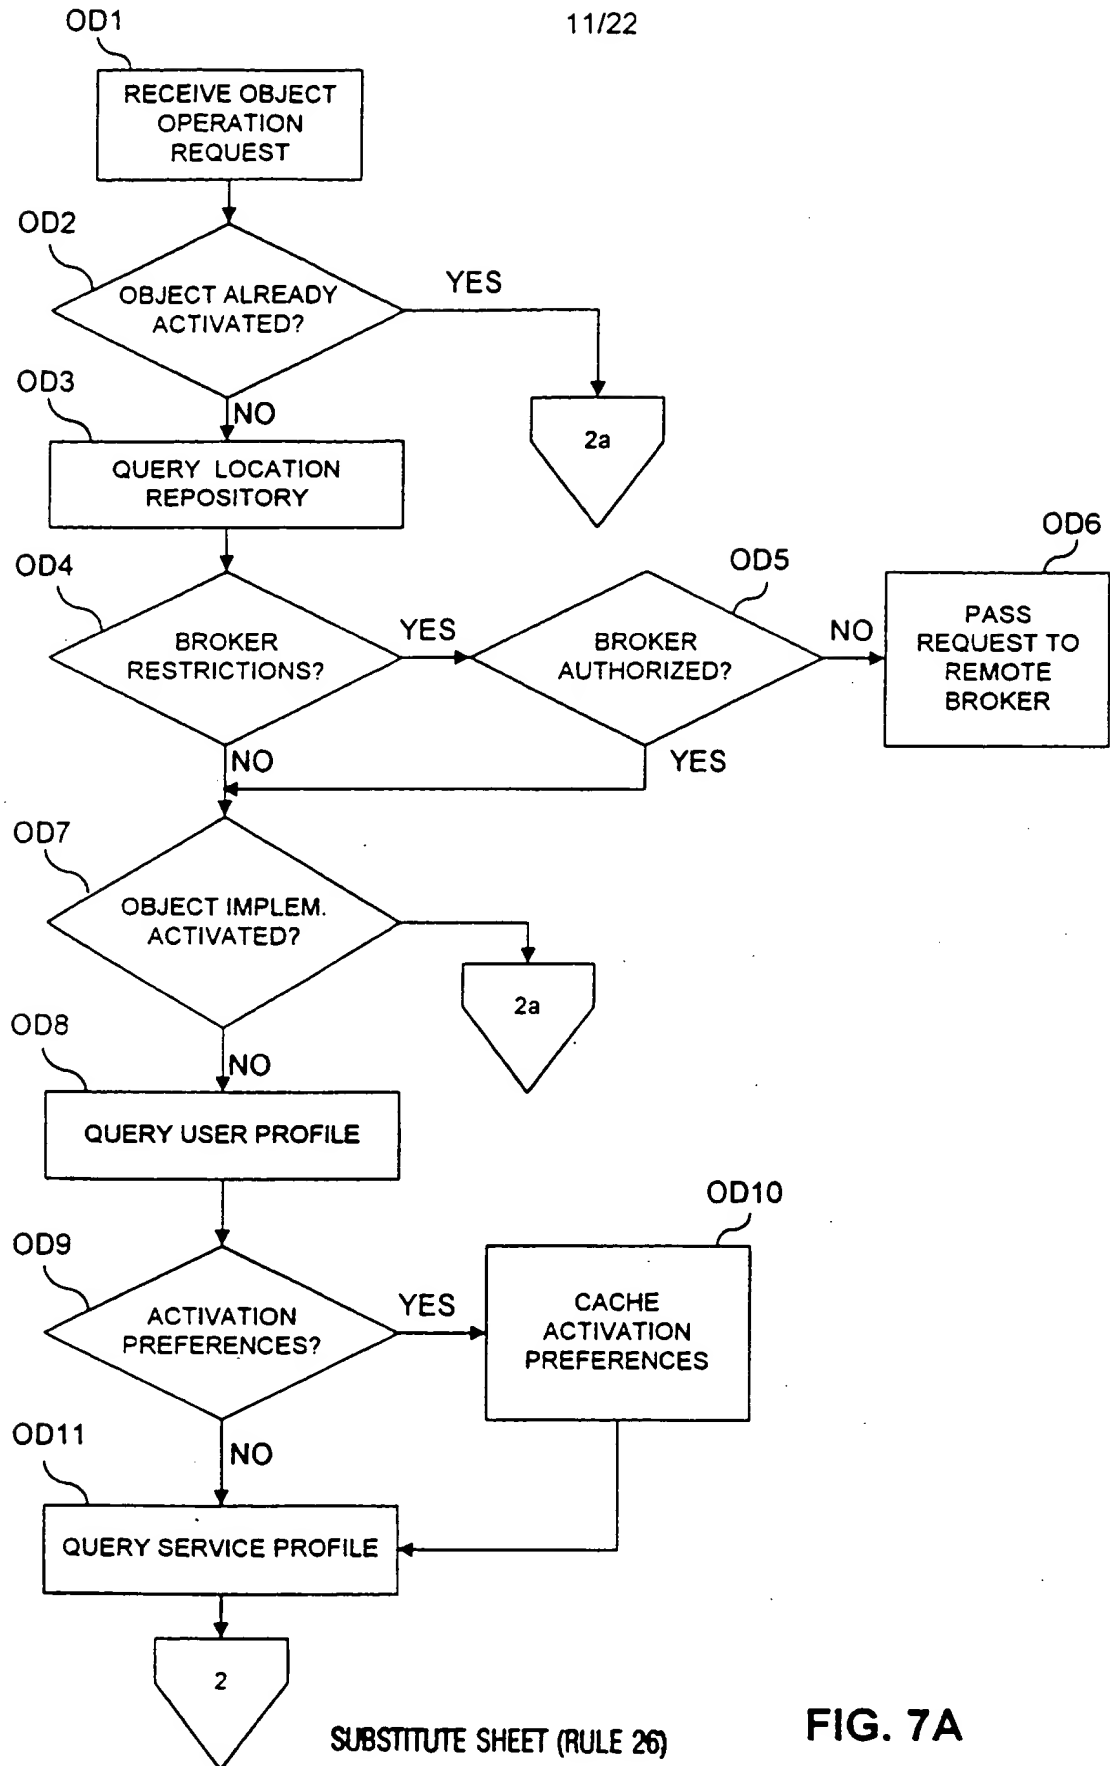 OD1
11/22
RECEIVE OBJECT
OPERATION
REQUEST
OD2
OBJECT ALREADY
ACTIVATED?
YES
2a
NO
OD3
QUERY LOCATION
REPOSITORY
OD4
BROKER
RESTRICTIONS?
YES
OD5
BROKER
AUTHORIZED?
NO
OD6
PASS
REQUEST TO
REMOTE
BROKER
NO
YES
OD7
OBJECT IMPLEM.
ACTIVATED?
2a
NO
OD8
QUERY USER PROFILE
OD9
ACTIVATION
PREFERENCES?
YES
OD10
CACHE
ACTIVATION
PREFERENCES
NO
OD11
QUERY SERVICE PROFILE
2
SUBSTITUTE SHEET (RULE 26)
FIG. 7A